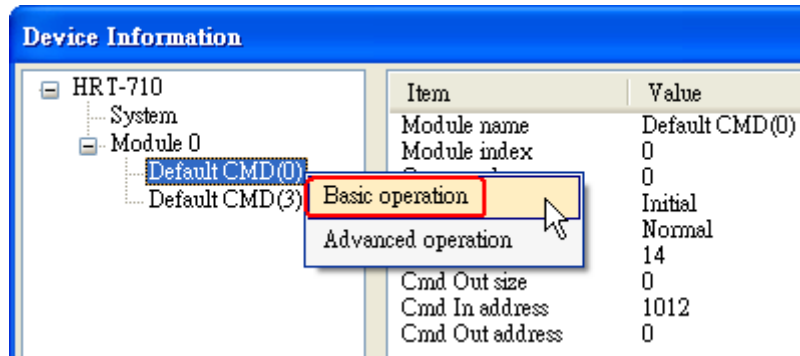 Device Information
HRT-710
System
Module 0
Default CMD(0)
Default CMD(3)
Basic operation
Advanced operation
Item Value
Module name Default CMD(0)
Module index 0
0
Initial
Normal
14
Cmd Out size 0
Cmd In address 1012
Cmd Out address 0